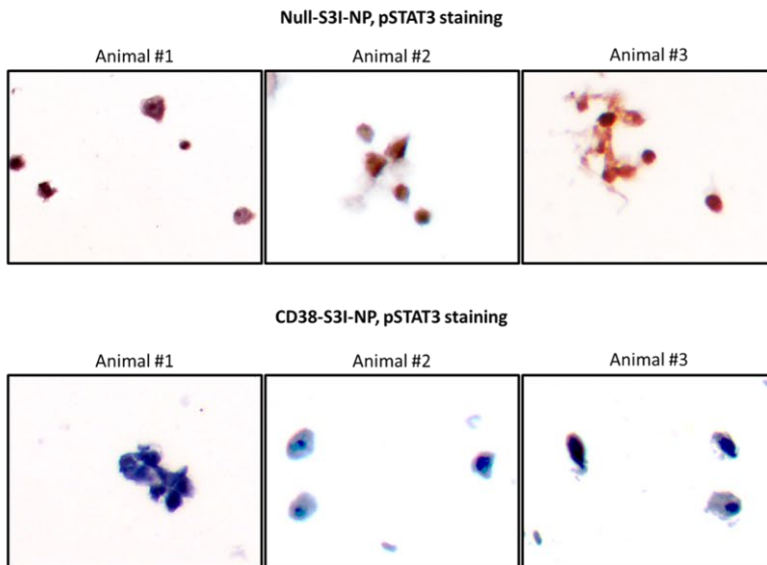 Null-S3I-NP, pSTAT3 staining
Animal #1 Animal #2 Animal #3
CD38-S3I-NP, pSTAT3 staining
Animal #1 Animal #2 Animal #3